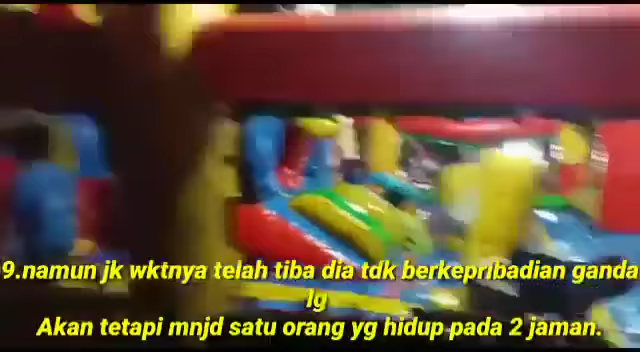 9.namun jk wktnya telah tiba dia tdk berkepribadian ganda
lg
Akan tetapi mnjd satu orang yg hidup pada 2 jaman.